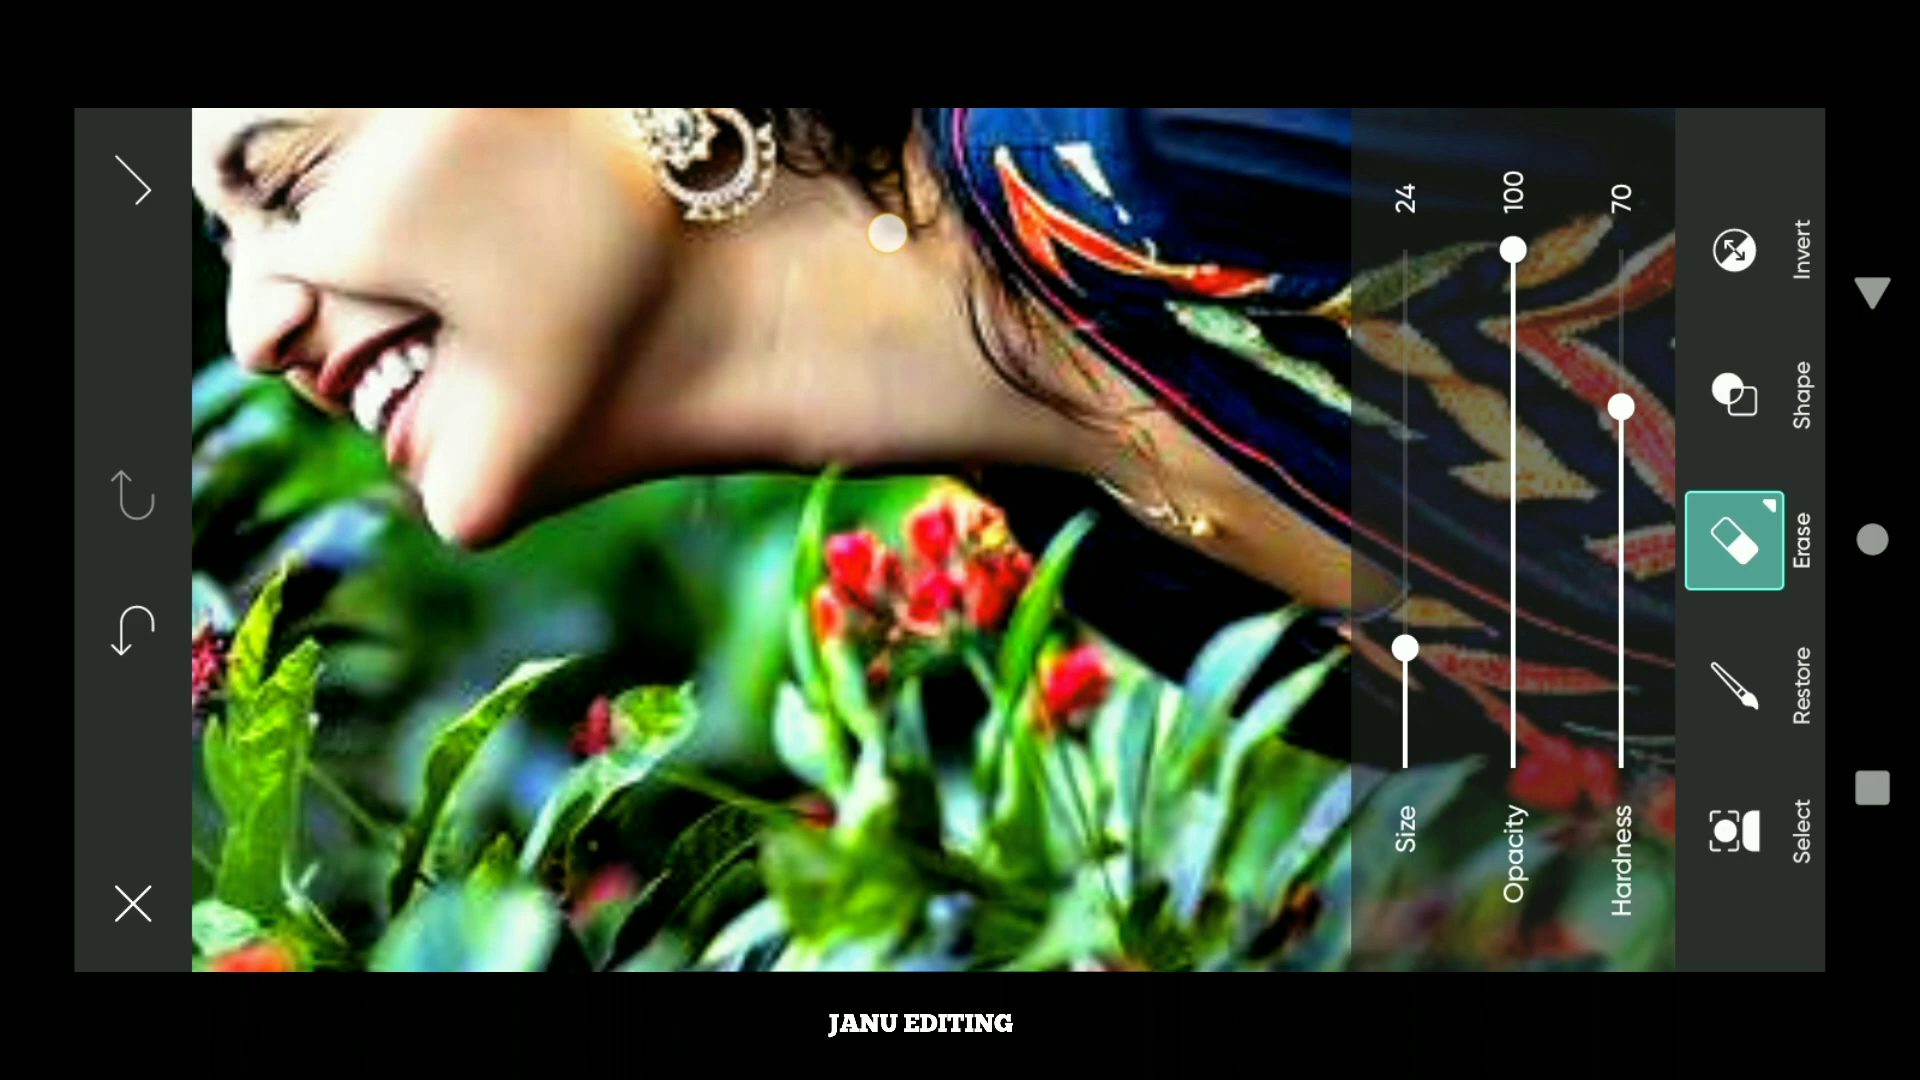 Size 24
Opacity 100
Hardness 70
Select
Restore
Erase
Shape
Invert
JANU EDITING